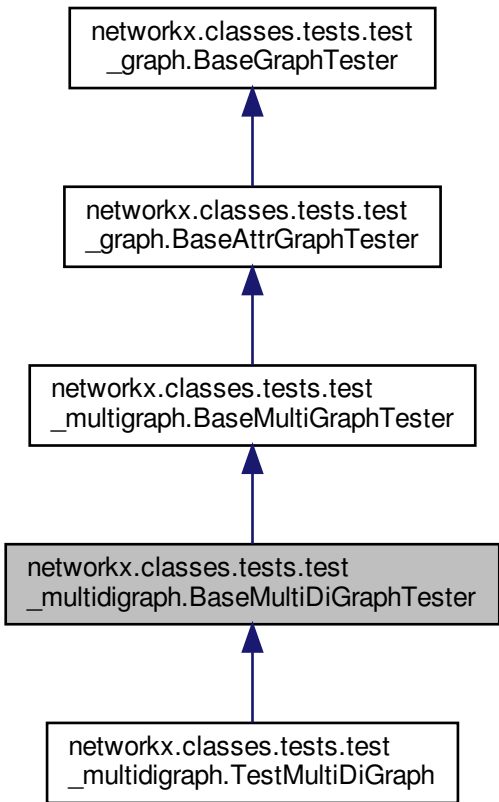 networkx.classes.tests.test
_graph.BaseGraphTester
networkx.classes.tests.test
_graph.BaseAttrGraphTester
networkx.classes.tests.test
_multigraph.BaseMultiGraphTester
networkx.classes.tests.test
_multidigraph.BaseMultiDiGraphTester
networkx.classes.tests.test
_multidigraph.TestMultiDiGraph